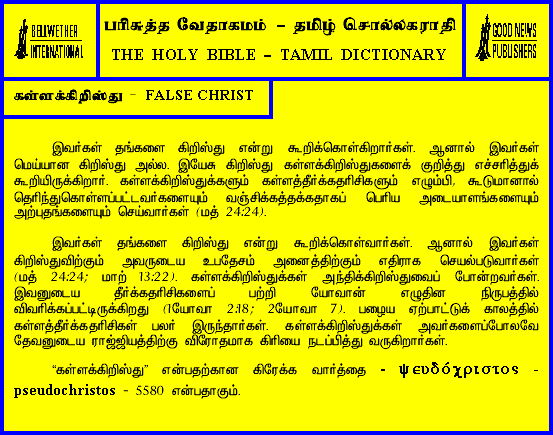 BELLWETHER
INTERNATIONAL
பரிசுத்த வேதாகமம் – தமிழ் சொல்லகராதி
THE HOLY BIBLE – TAMIL DICTIONARY
GOOD NEWS
PUBLISHERS
கள்ளக்கிறிஸ்து - FALSE CHRIST
இவர்கள் தங்களை கிறிஸ்து என்று கூறிக்கொள்கிறார்கள். ஆனால் இவர்கள்
மெய்யான கிறிஸ்து அல்ல. இயேசு கிறிஸ்து கள்ளக்கிறிஸ்துகளைக் குறித்து எச்சரித்துக்
கூறியிருக்கிறார். கள்ளக்கிறிஸ்துக்களும் கள்ளத்தீர்க்கதரிசிகளும் எழும்பி, கூடுமானால்
தெரிந்துகொள்ளப்பட்டவர்களையும் வஞ்சிக்கத்தக்கதாகப் பெரிய அடையாளங்களையும்
அற்புதங்களையும் செய்வார்கள் (மத் 24:24).
இவர்கள் தங்களை கிறிஸ்து என்று கூறிக்கொள்வார்கள். ஆனால் இவர்கள்
கிறிஸ்துவிற்கும் அவருடைய உபதேசம் அனைத்திற்கும் எதிராக செயல்படுவார்கள்
(மத் 24:24; மாற் 13:22). கள்ளக்கிறிஸ்துக்கள் அந்திக்கிறிஸ்துவைப் போன்றவர்கள்.
இவனுடைய தீர்க்கதரிசிகளைப் பற்றி யோவான் எழுதின நிருபத்தில்
விவரிக்கப்பட்டிருக்கிறது (1யோவா 2:18; 2யோவா 7). பழைய ஏற்பாட்டுக் காலத்தில்
கள்ளத்தீர்க்கதரிசிகள் பலர் இருந்தார்கள். கள்ளக்கிறிஸ்துக்கள் அவர்களைப்போலவே
தேவனுடைய ராஜ்ஜியத்திற்கு விரோதமாக கிரியை நடப்பித்து வருகிறார்கள்.
“கள்ளக்கிறிஸ்து” என்பதற்கான கிரேக்க வார்த்தை - ψευδόχριστος -
pseudochristos - 5580 என்பதாகும்.